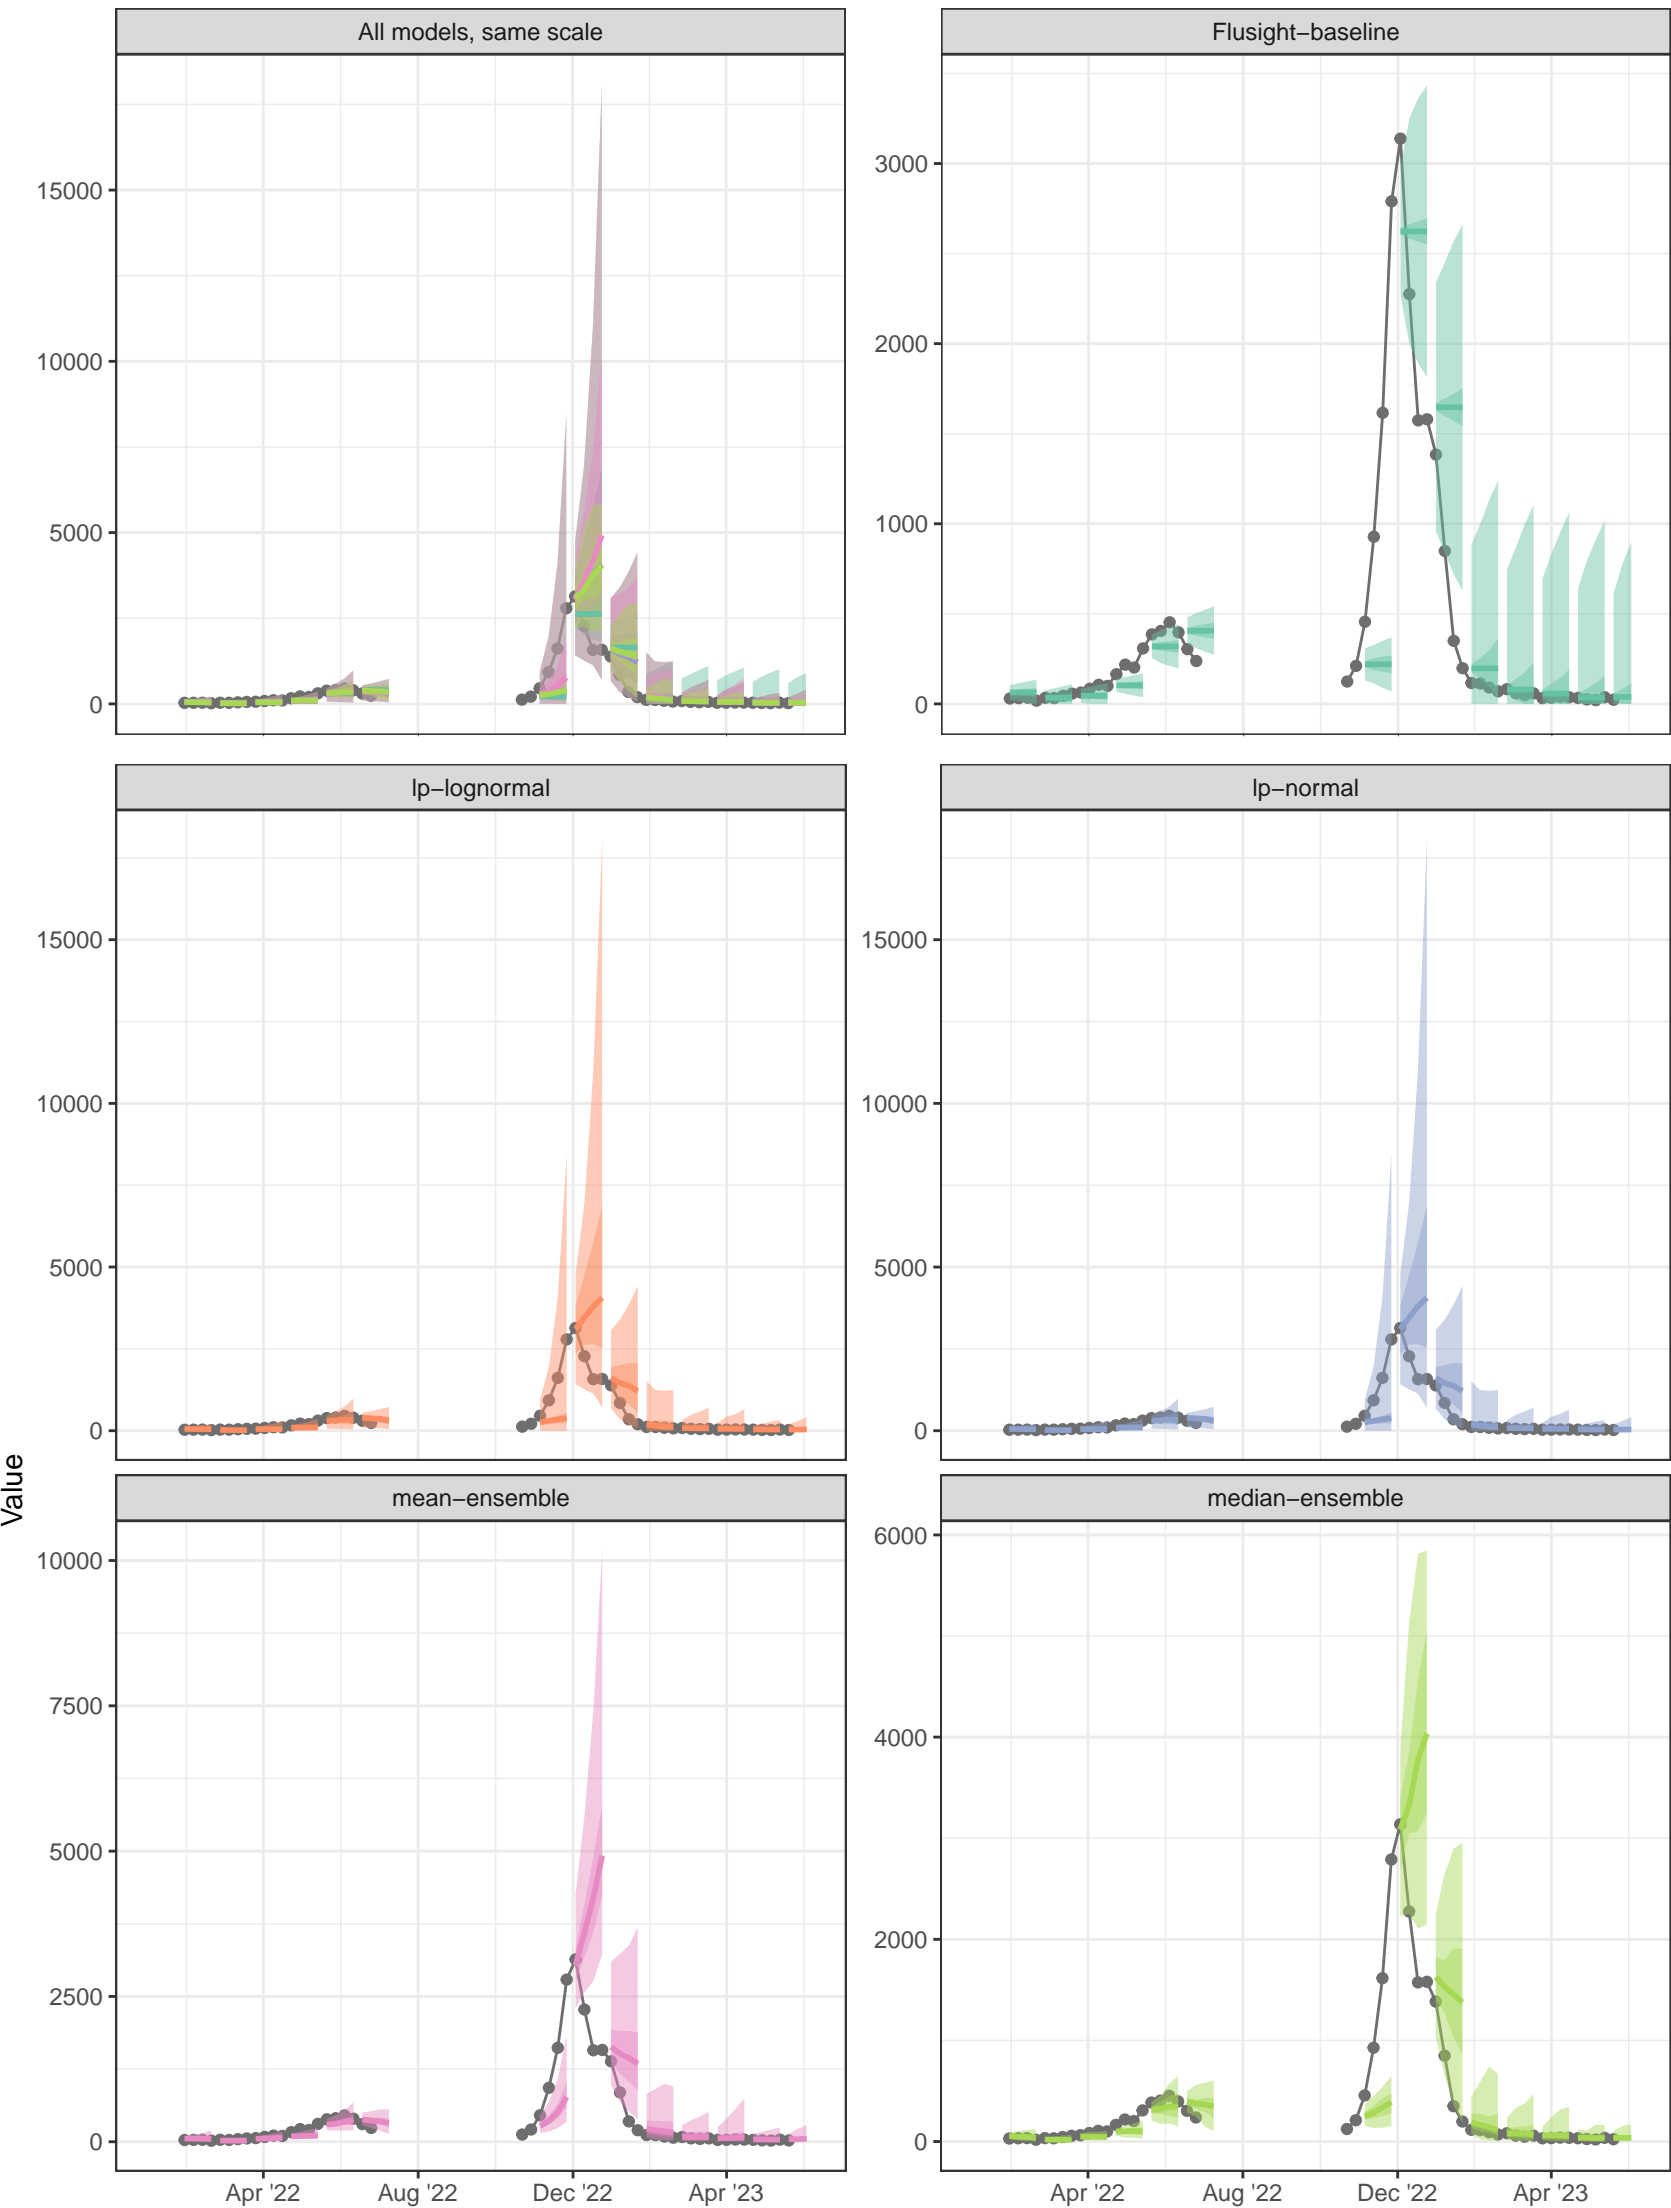 All models, same scale
Flusight−baseline
15000
10000
5000
0
3000
2000
1000
0
lp−lognormal
lp−normal
15000
10000
5000
0
15000
10000
5000
0
Value
mean−ensemble
median−ensemble
10000
7500
5000
2500
0
6000
4000
2000
0
Apr '22
Aug '22
Dec '22
Apr '23
Apr '22
Aug '22
Dec '22
Apr '23